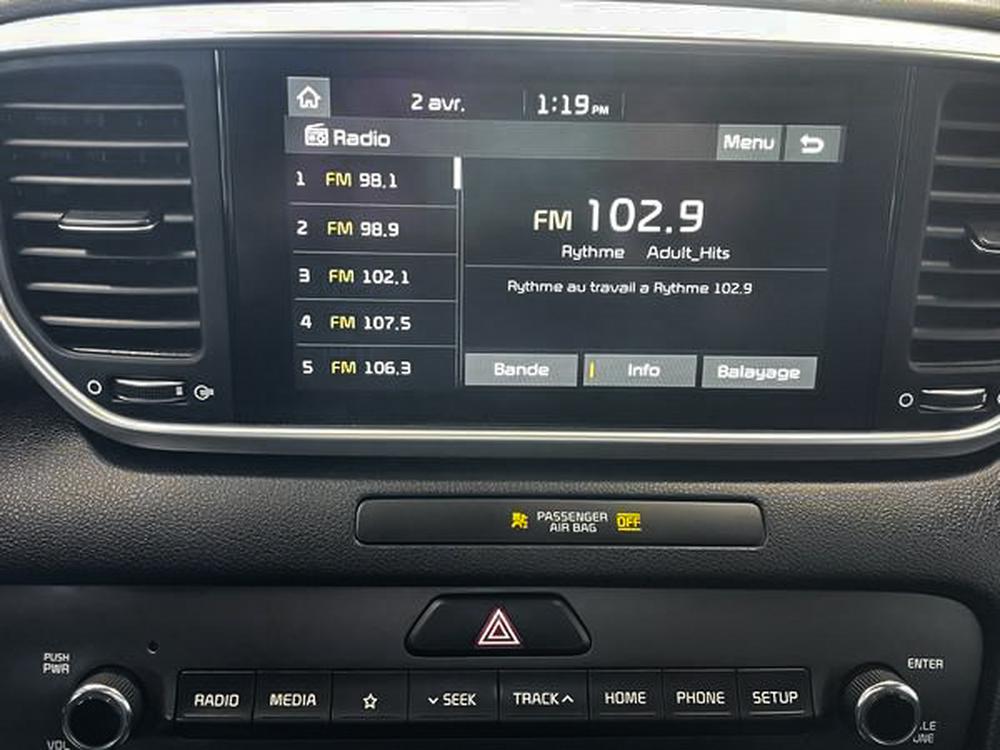 2 avr. 1:19 PM
Radio Menu
1 FM 98.1
2 FM 98.9
3 FM 102.1
4 FM 107.5
5 FM 106.3
FM 102.9
Rythme Adult_Hits
Rythme au travail a Rythme 102.9
Bande Info Balayage
PASSENGER
AIR BAG OFF
PUSH
PWR
VOL
RADIO MEDIA SEEK TRACK HOME PHONE SETUP
ENTER